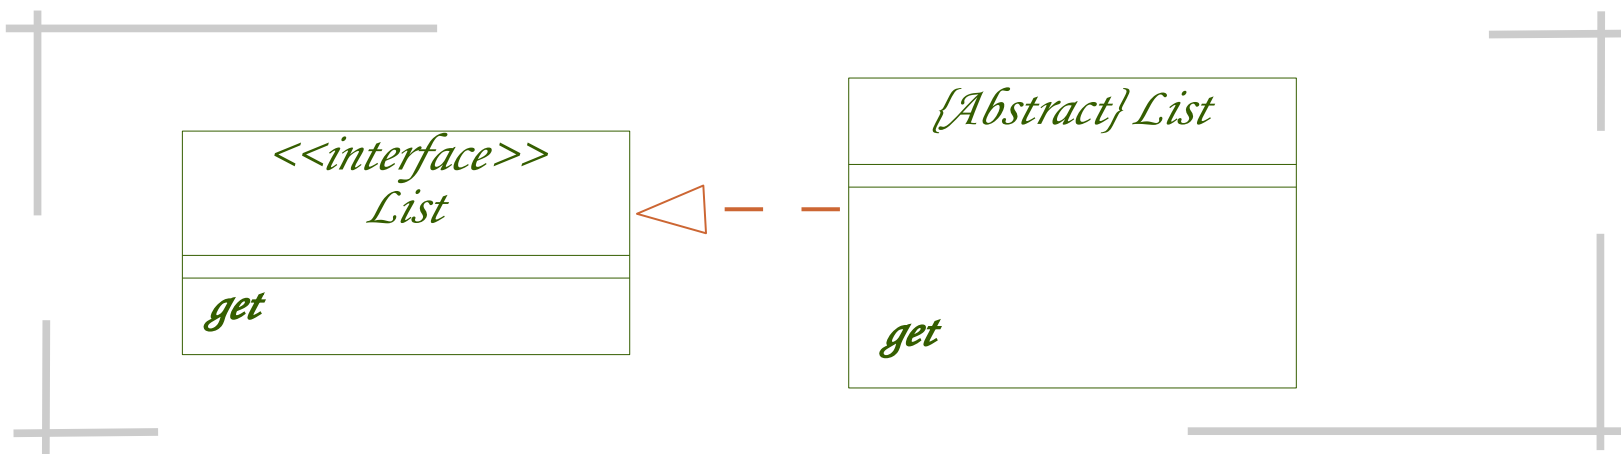 <<interface>>
List
get
{Abstract} List
get